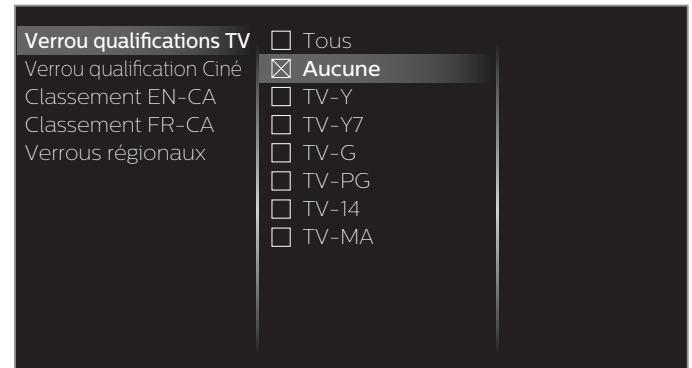 Verrou qualifications TV
Verrou qualification Ciné
Classement EN-CA
Classement FR-CA
Verrous régionaux
Tous
Aucune
TV-Y
TV-Y7
TV-G
TV-PG
TV-14
TV-MA